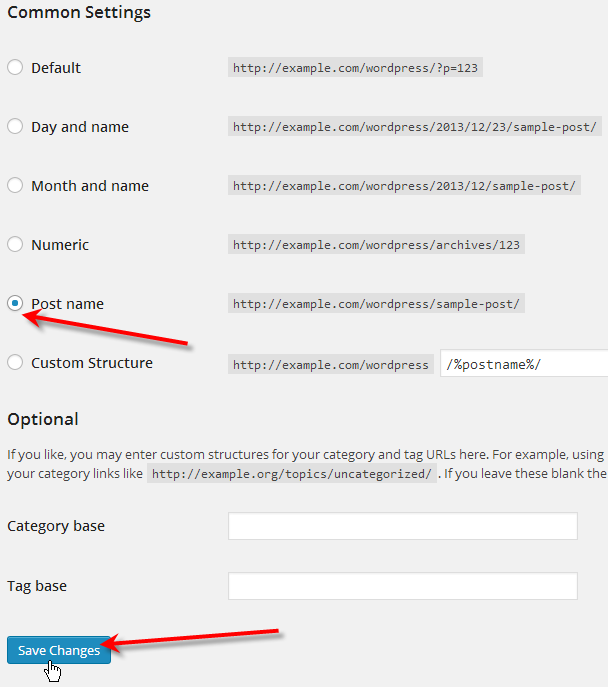 Common Settings
Default http://example.com/wordpress/?p=123
Day and name http://example.com/wordpress/2013/12/23/sample-post/
Month and name http://example.com/wordpress/2013/12/sample-post/
Numeric http://example.com/wordpress/archives/123
Post name http://example.com/wordpress/sample-post/
Custom Structure http://example.com/wordpress /%postname%/
Optional
If you like, you may enter custom structures for your category and tag URLs here. For example, using
your category links like http://example.org/topics/uncategorized/ . If you leave these blank the
Category base
Tag base
Save Changes